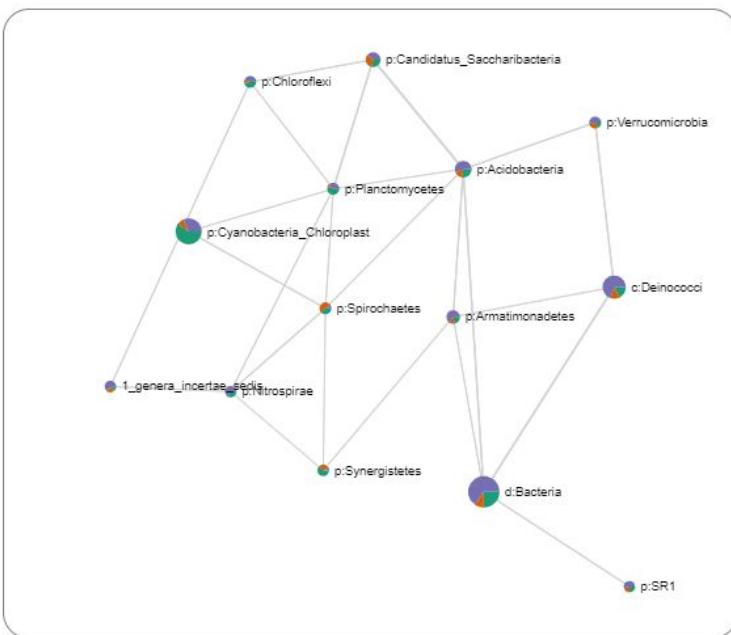 p:Candidatus_Saccharibacteria
p:Chloroflexi
p:Verrucomicrobia
p:Acidobacteria
p:Planctomycetes
p:Cyanobacteria_Chloroplast
c:Deinococci
p:Spirochaetes
p:Armatimonadetes
1_genera_incertae_sedis
p:Nitrospirae
p:Synergistetes
d:Bacteria
p:SR1